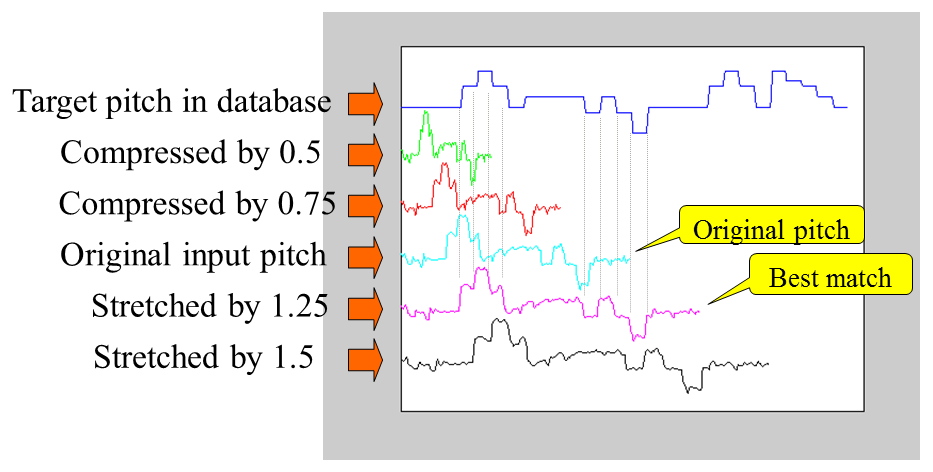 Target pitch in database
Compressed by 0.5
Compressed by 0.75
Original pitch
Original input pitch
Best match
Stretched by 1.25
Stretched by 1.5